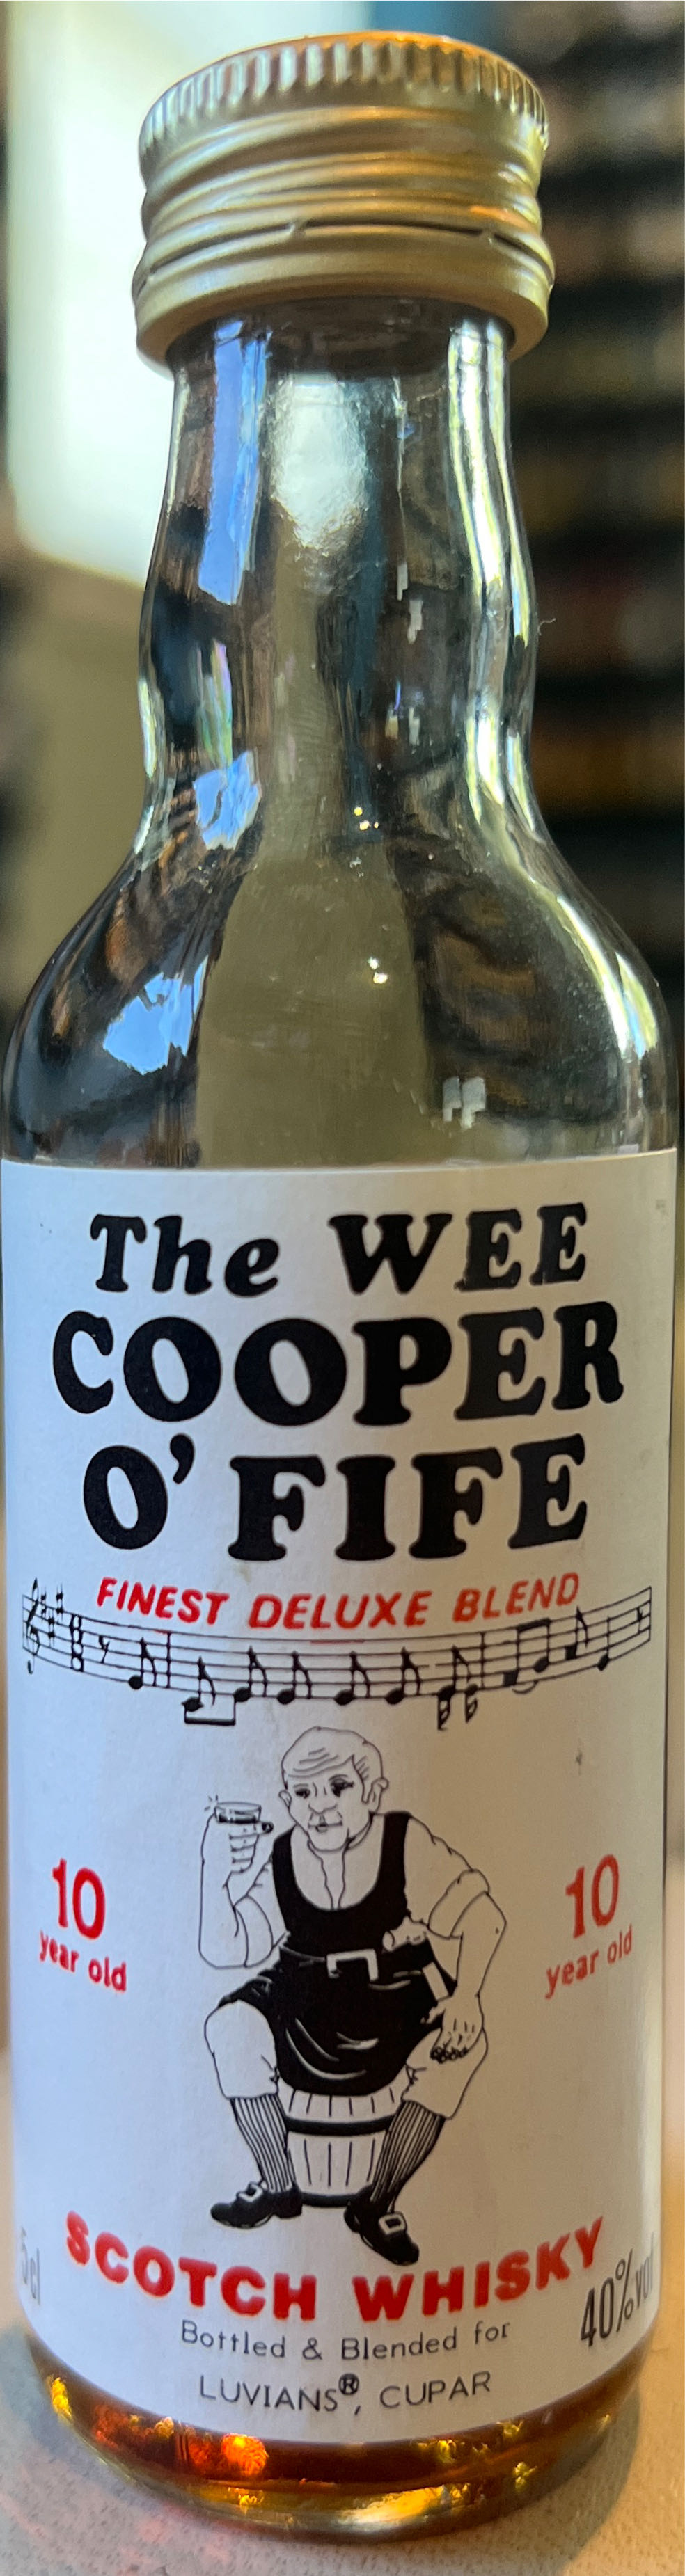 The WEE
COOPER
O' FIFE
FINEST DELUXE BLEND
10
year old
10
year old
SCOTCH WHISKY
5cl
40%vol
Bottled & Blended for
LUVIANS®, CUPAR